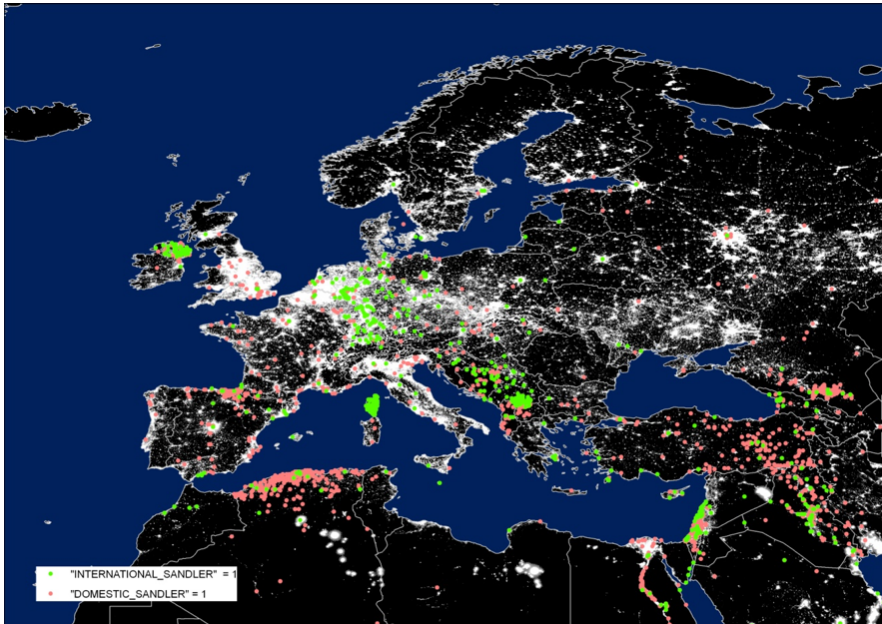 "INTERNATIONAL_SANDLER" = 1
"DOMESTIC_SANDLER" = 1